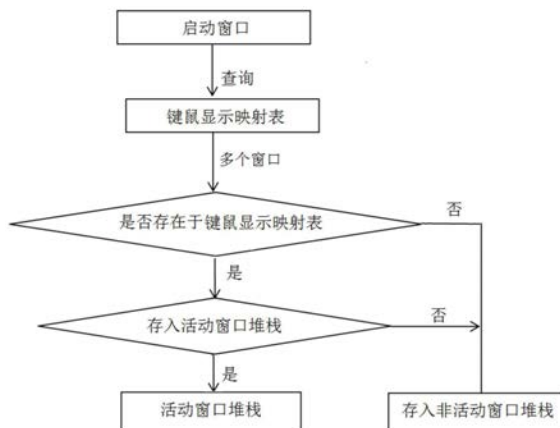 启动窗口
查询
键鼠显示映射表
多个窗口
是否存在于键鼠显示映射表
否
是
存入活动窗口堆栈
否
是
活动窗口堆栈
存入非活动窗口堆栈